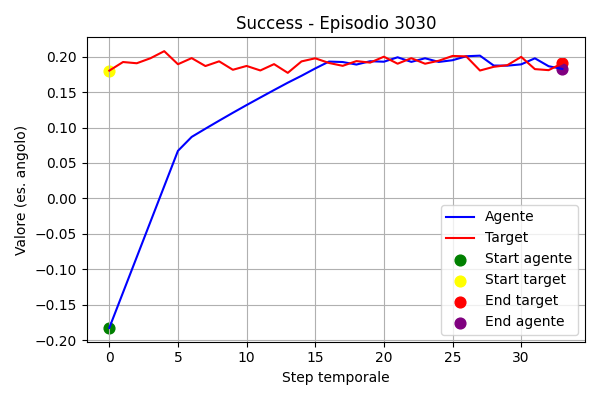 Success - Episodio 3030
Valore (es. angolo)
0.20
0.15
0.10
0.05
0.00
−0.05
−0.10
−0.15
−0.20
0
5
10
15
20
25
30
Step temporale
Agente
Target
Start agente
Start target
End target
End agente